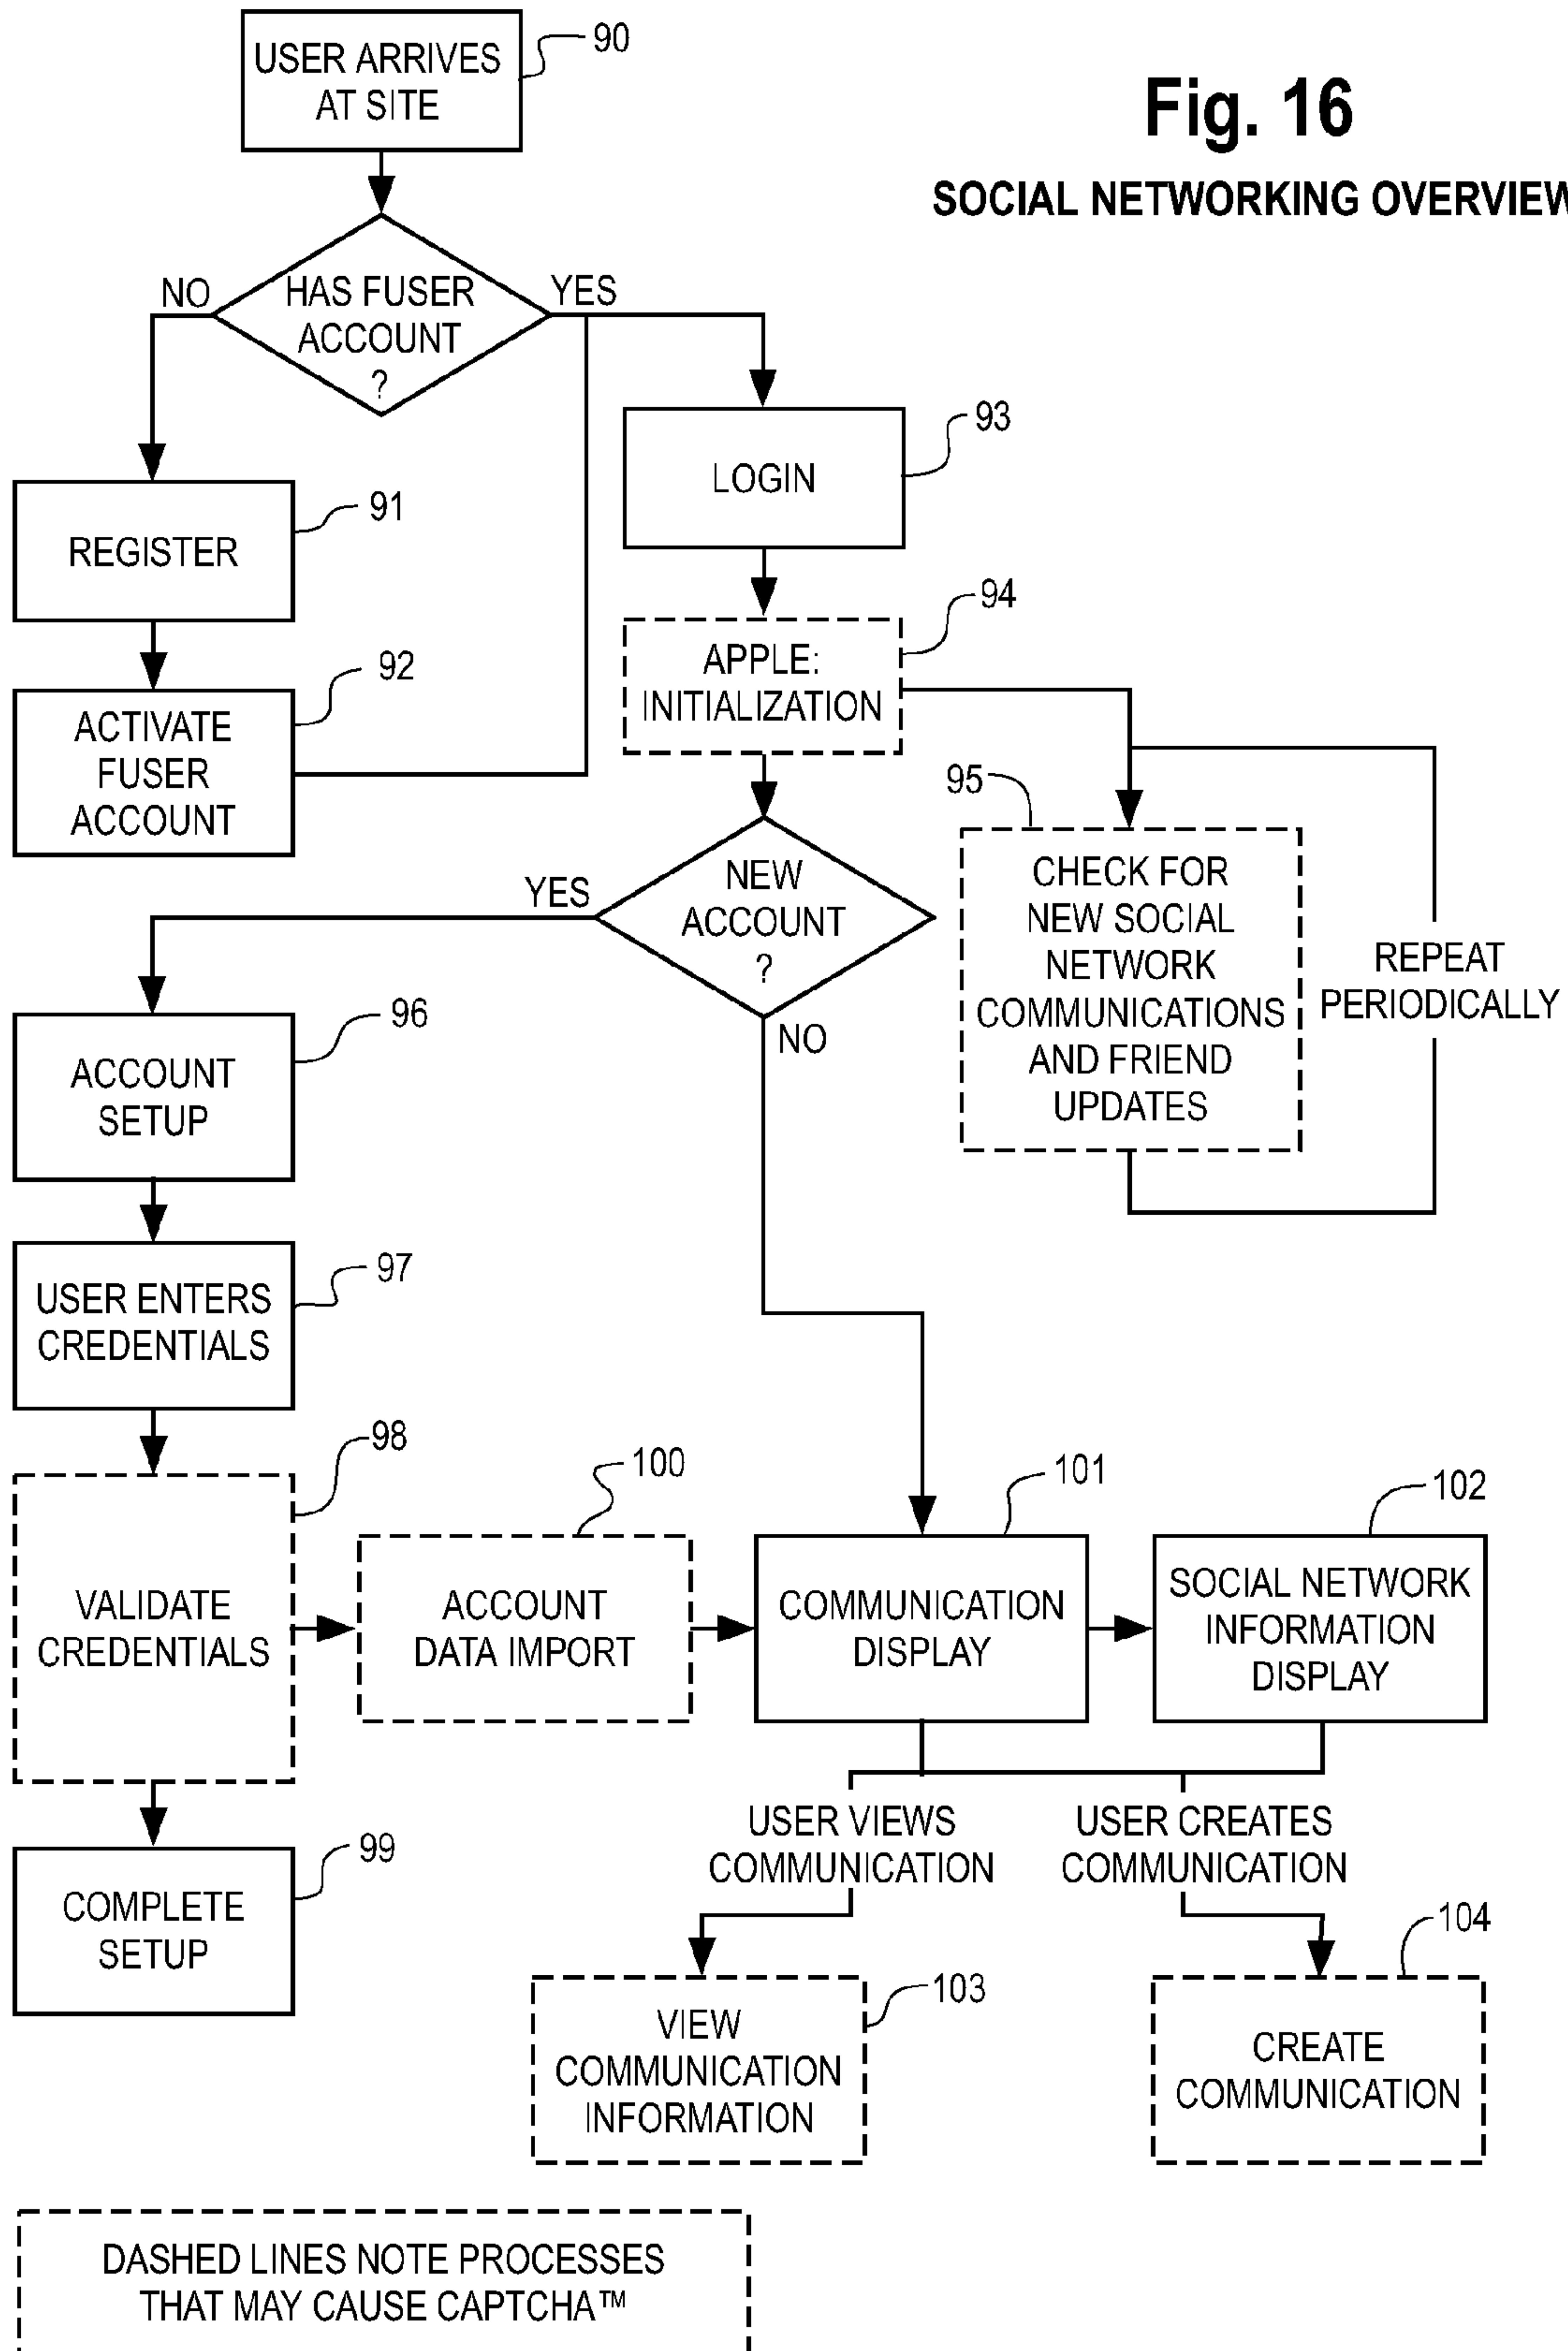 Fig. 16
SOCIAL NETWORKING OVERVIEW
USER ARRIVES
AT SITE
90
HAS FUSER
ACCOUNT
?
NO
YES
REGISTER
91
ACTIVATE
FUSER
ACCOUNT
92
LOGIN
93
APPLE:
INITIALIZATION
94
95
CHECK FOR
NEW SOCIAL
NETWORK
COMMUNICATIONS
AND FRIEND
UPDATES
REPEAT
PERIODICALLY
NEW
ACCOUNT
?
YES
NO
ACCOUNT
SETUP
96
USER ENTERS
CREDENTIALS
97
VALIDATE
CREDENTIALS
98
COMPLETE
SETUP
99
ACCOUNT
DATA IMPORT
100
COMMUNICATION
DISPLAY
101
SOCIAL NETWORK
INFORMATION
DISPLAY
102
USER VIEWS
COMMUNICATION
USER CREATES
COMMUNICATION
VIEW
COMMUNICATION
INFORMATION
103
CREATE
COMMUNICATION
104
DASHED LINES NOTE PROCESSES
THAT MAY CAUSE CAPTCHA™